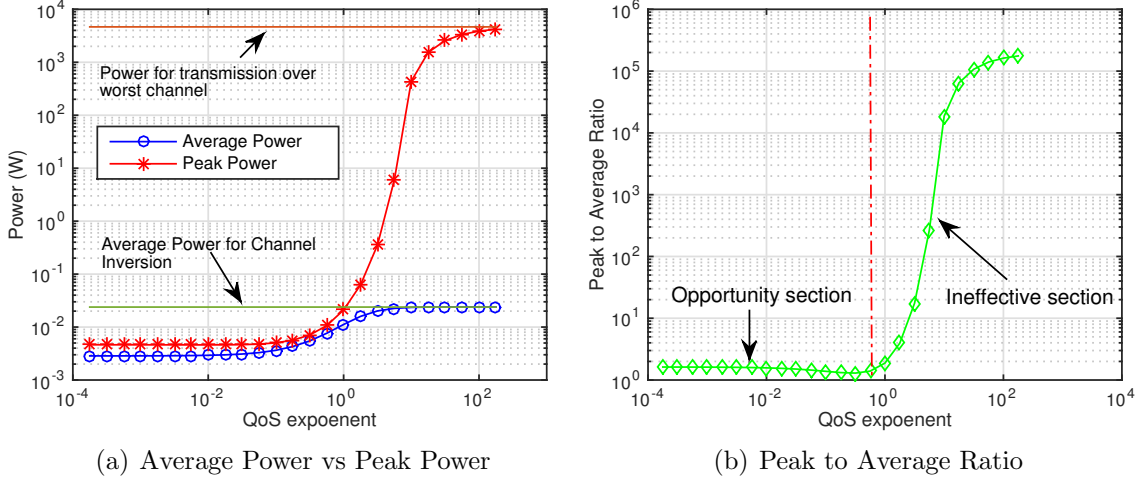 10^4
10^3
10^2
10^1
10^0
10^-1
10^-2
10^-3
Power (W)
Power for transmission over
worst channel
Average Power
Peak Power
Average Power for Channel
Inversion
10^-4
10^-2
10^0
10^2
QoS expoenent
(a) Average Power vs Peak Power
10^6
10^5
10^4
10^3
10^2
10^1
10^0
Peak to Average Ratio
Opportunity section
Ineffective section
10^-4
10^-2
10^0
10^2
10^4
QoS expoenent
(b) Peak to Average Ratio